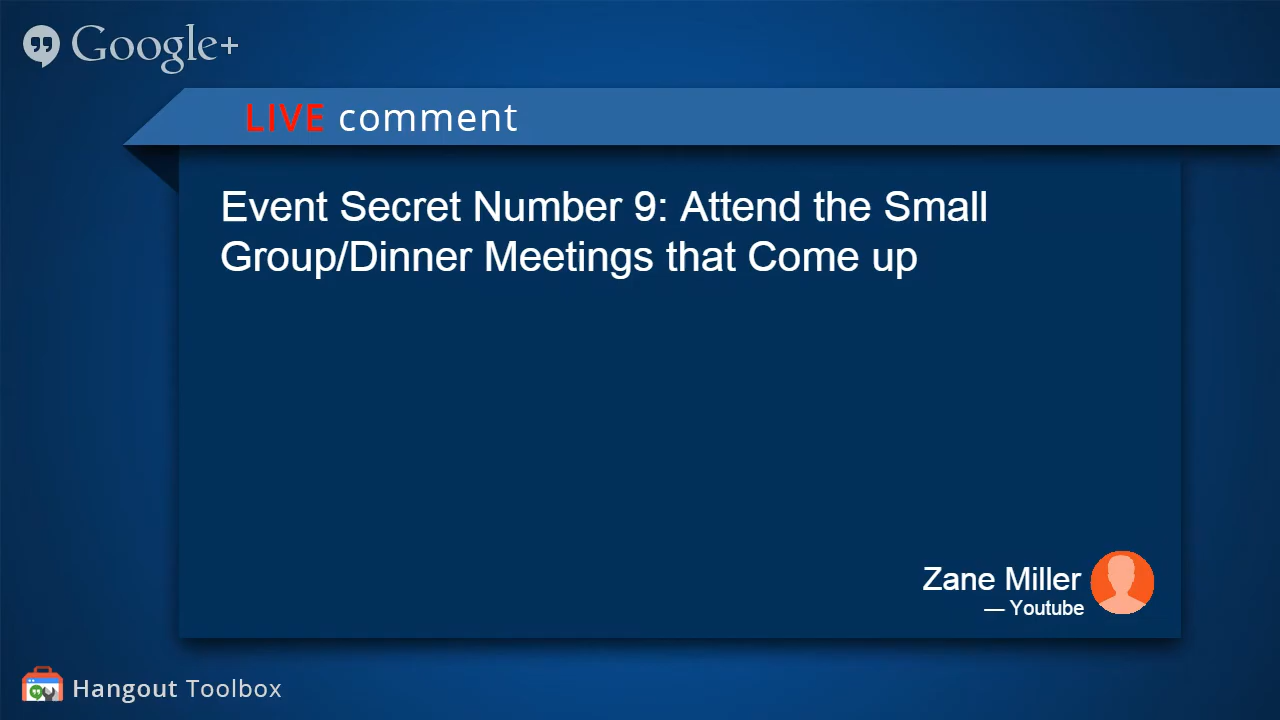 Google+
LIVE comment
Event Secret Number 9: Attend the Small
Group/Dinner Meetings that Come up
Zane Miller
— Youtube
Hangout Toolbox